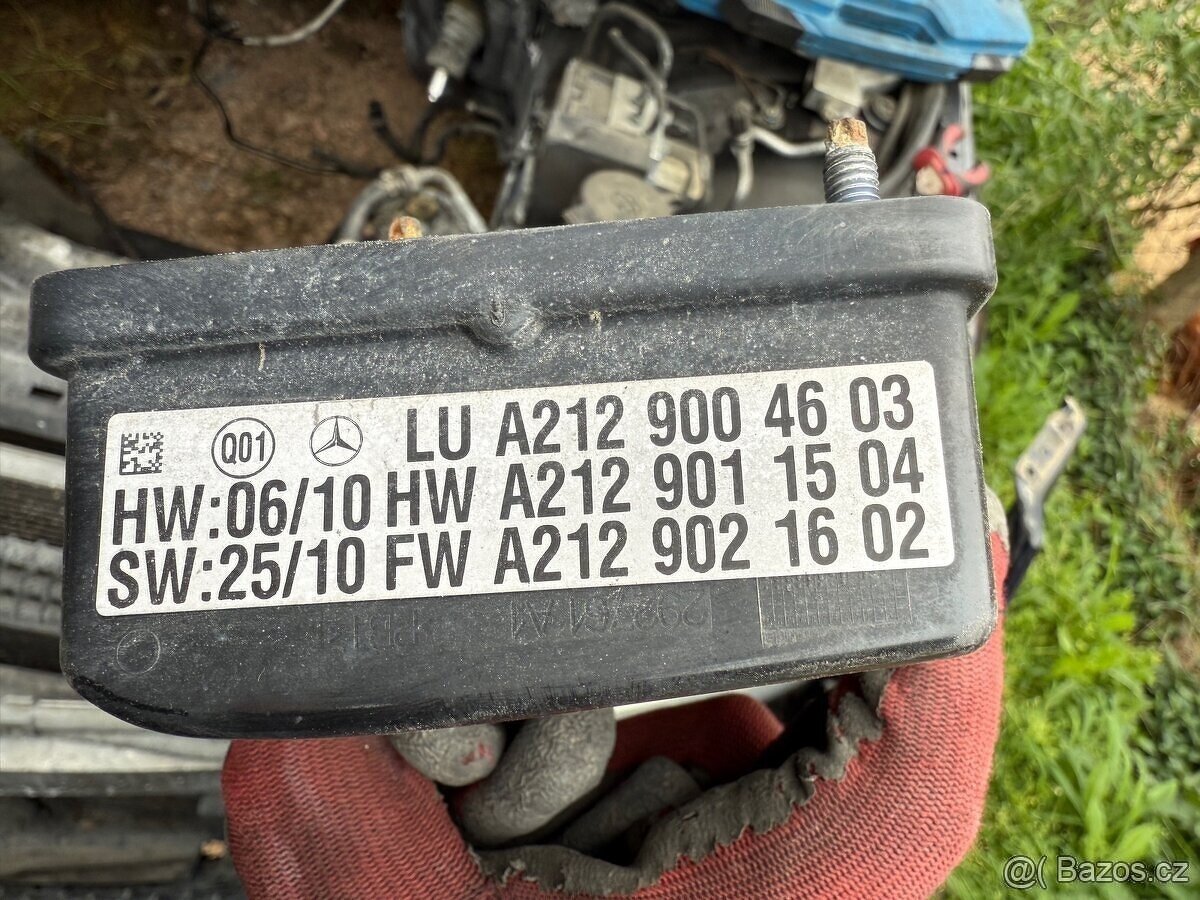 Q01 LU A212 900 46 03
HW:06/10 HW A212 901 15 04
SW:25/10 FW A212 902 16 02
@( Bazos.cz